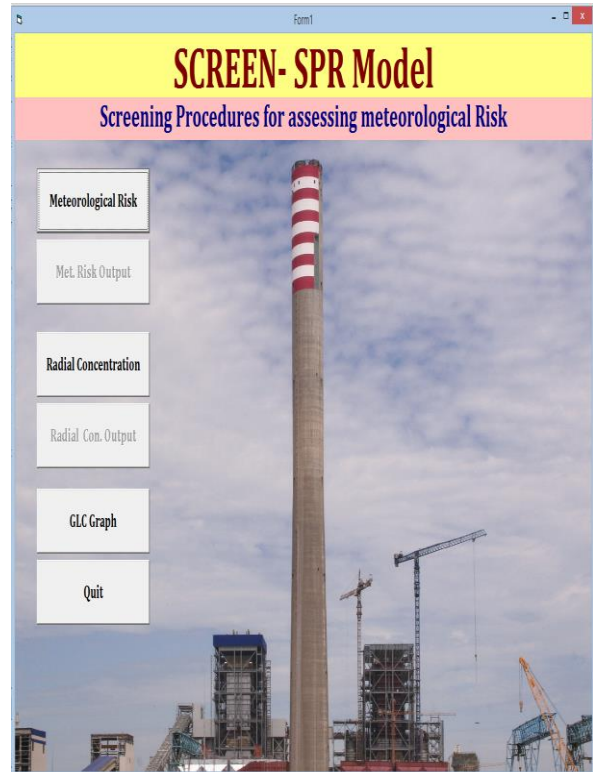 Form1
SCREEN- SPR Model
Screening Procedures for assessing meteorological Risk
Meteorological Risk
Met. Risk Output
Radial Concentration
Radial Con. Output
GLC Graph
Quit